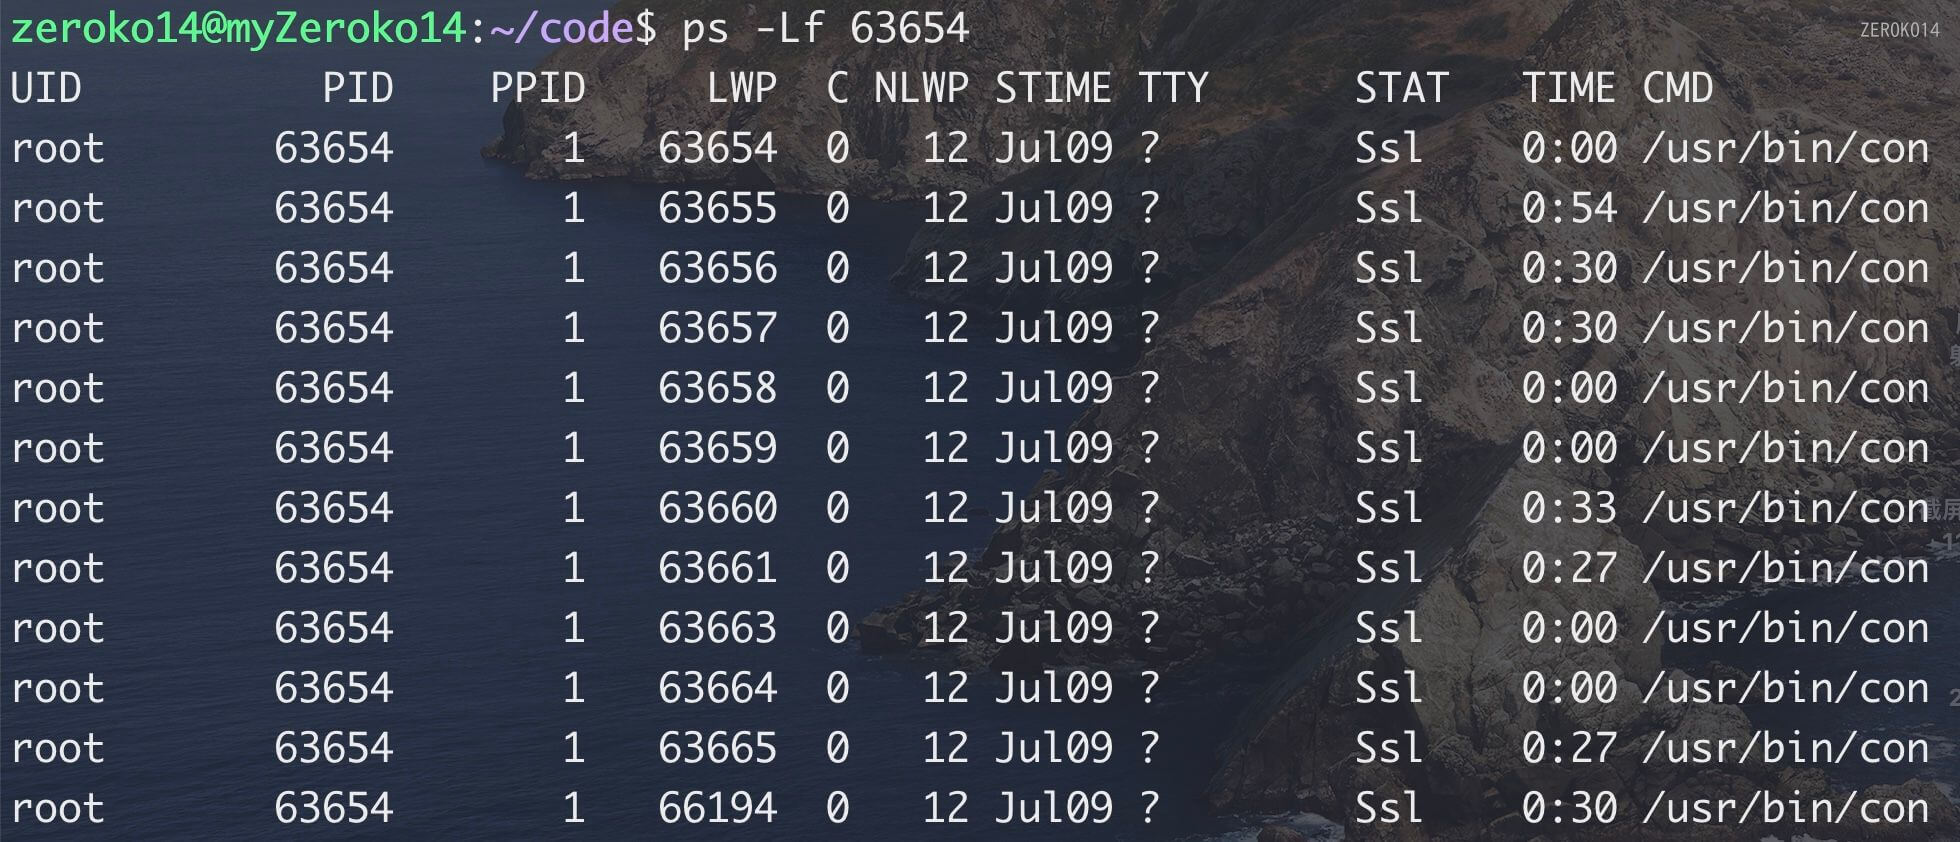 zeroko14@myZeroko14:~/code$ ps -Lf 63654
ZEROKO14
UID PID PPID LWP C NLWP STIME TTY STAT TIME CMD
root 63654 1 63654 0 12 Jul09 ? Ssl 0:00 /usr/bin/con
root 63654 1 63655 0 12 Jul09 ? Ssl 0:54 /usr/bin/con
root 63654 1 63656 0 12 Jul09 ? Ssl 0:30 /usr/bin/con
root 63654 1 63657 0 12 Jul09 ? Ssl 0:30 /usr/bin/con
root 63654 1 63658 0 12 Jul09 ? Ssl 0:00 /usr/bin/con
root 63654 1 63659 0 12 Jul09 ? Ssl 0:00 /usr/bin/con
root 63654 1 63660 0 12 Jul09 ? Ssl 0:33 /usr/bin/con
root 63654 1 63661 0 12 Jul09 ? Ssl 0:27 /usr/bin/con
root 63654 1 63663 0 12 Jul09 ? Ssl 0:00 /usr/bin/con
root 63654 1 63664 0 12 Jul09 ? Ssl 0:00 /usr/bin/con
root 63654 1 63665 0 12 Jul09 ? Ssl 0:27 /usr/bin/con
root 63654 1 66194 0 12 Jul09 ? Ssl 0:30 /usr/bin/con